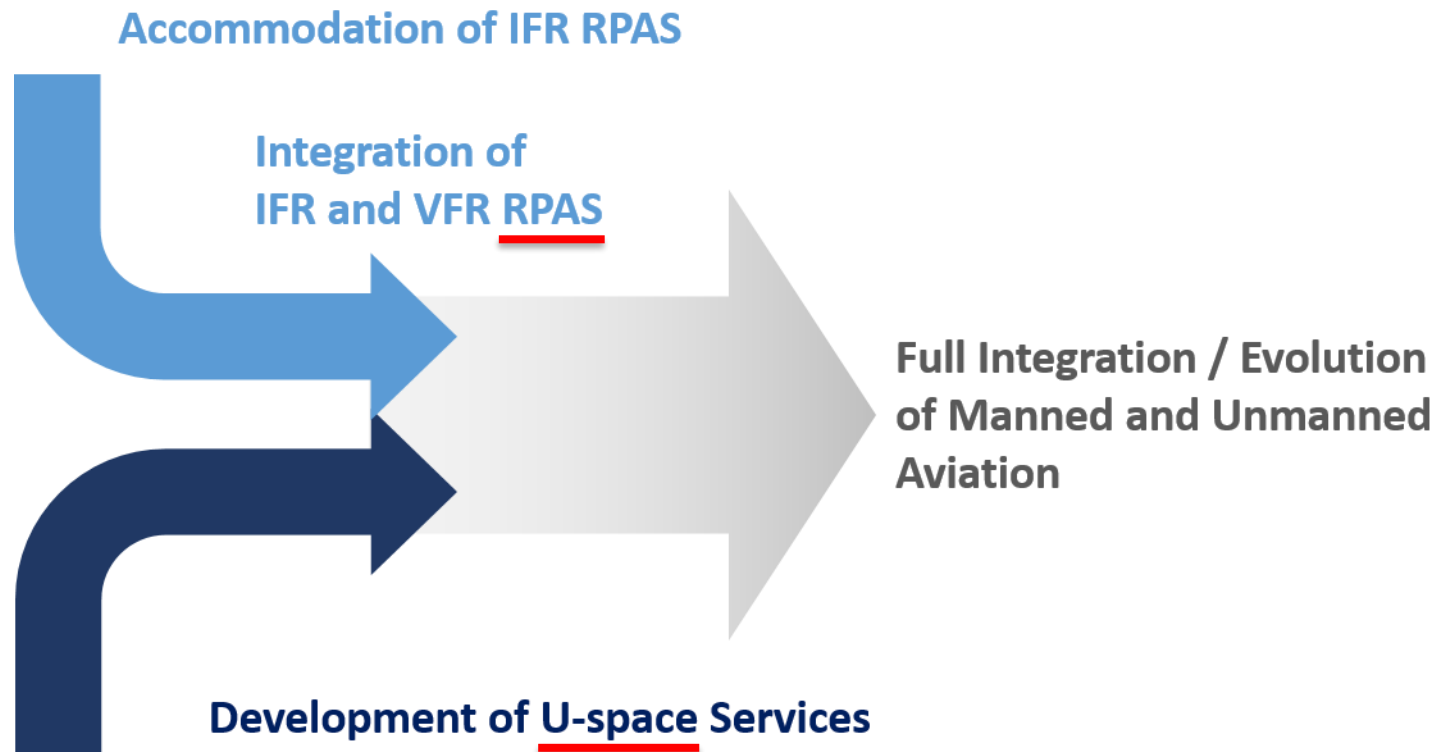 Accommodation of IFR RPAS
Integration of
IFR and VFR RPAS
Full Integration / Evolution
of Manned and Unmanned
Aviation
Development of U-space Services